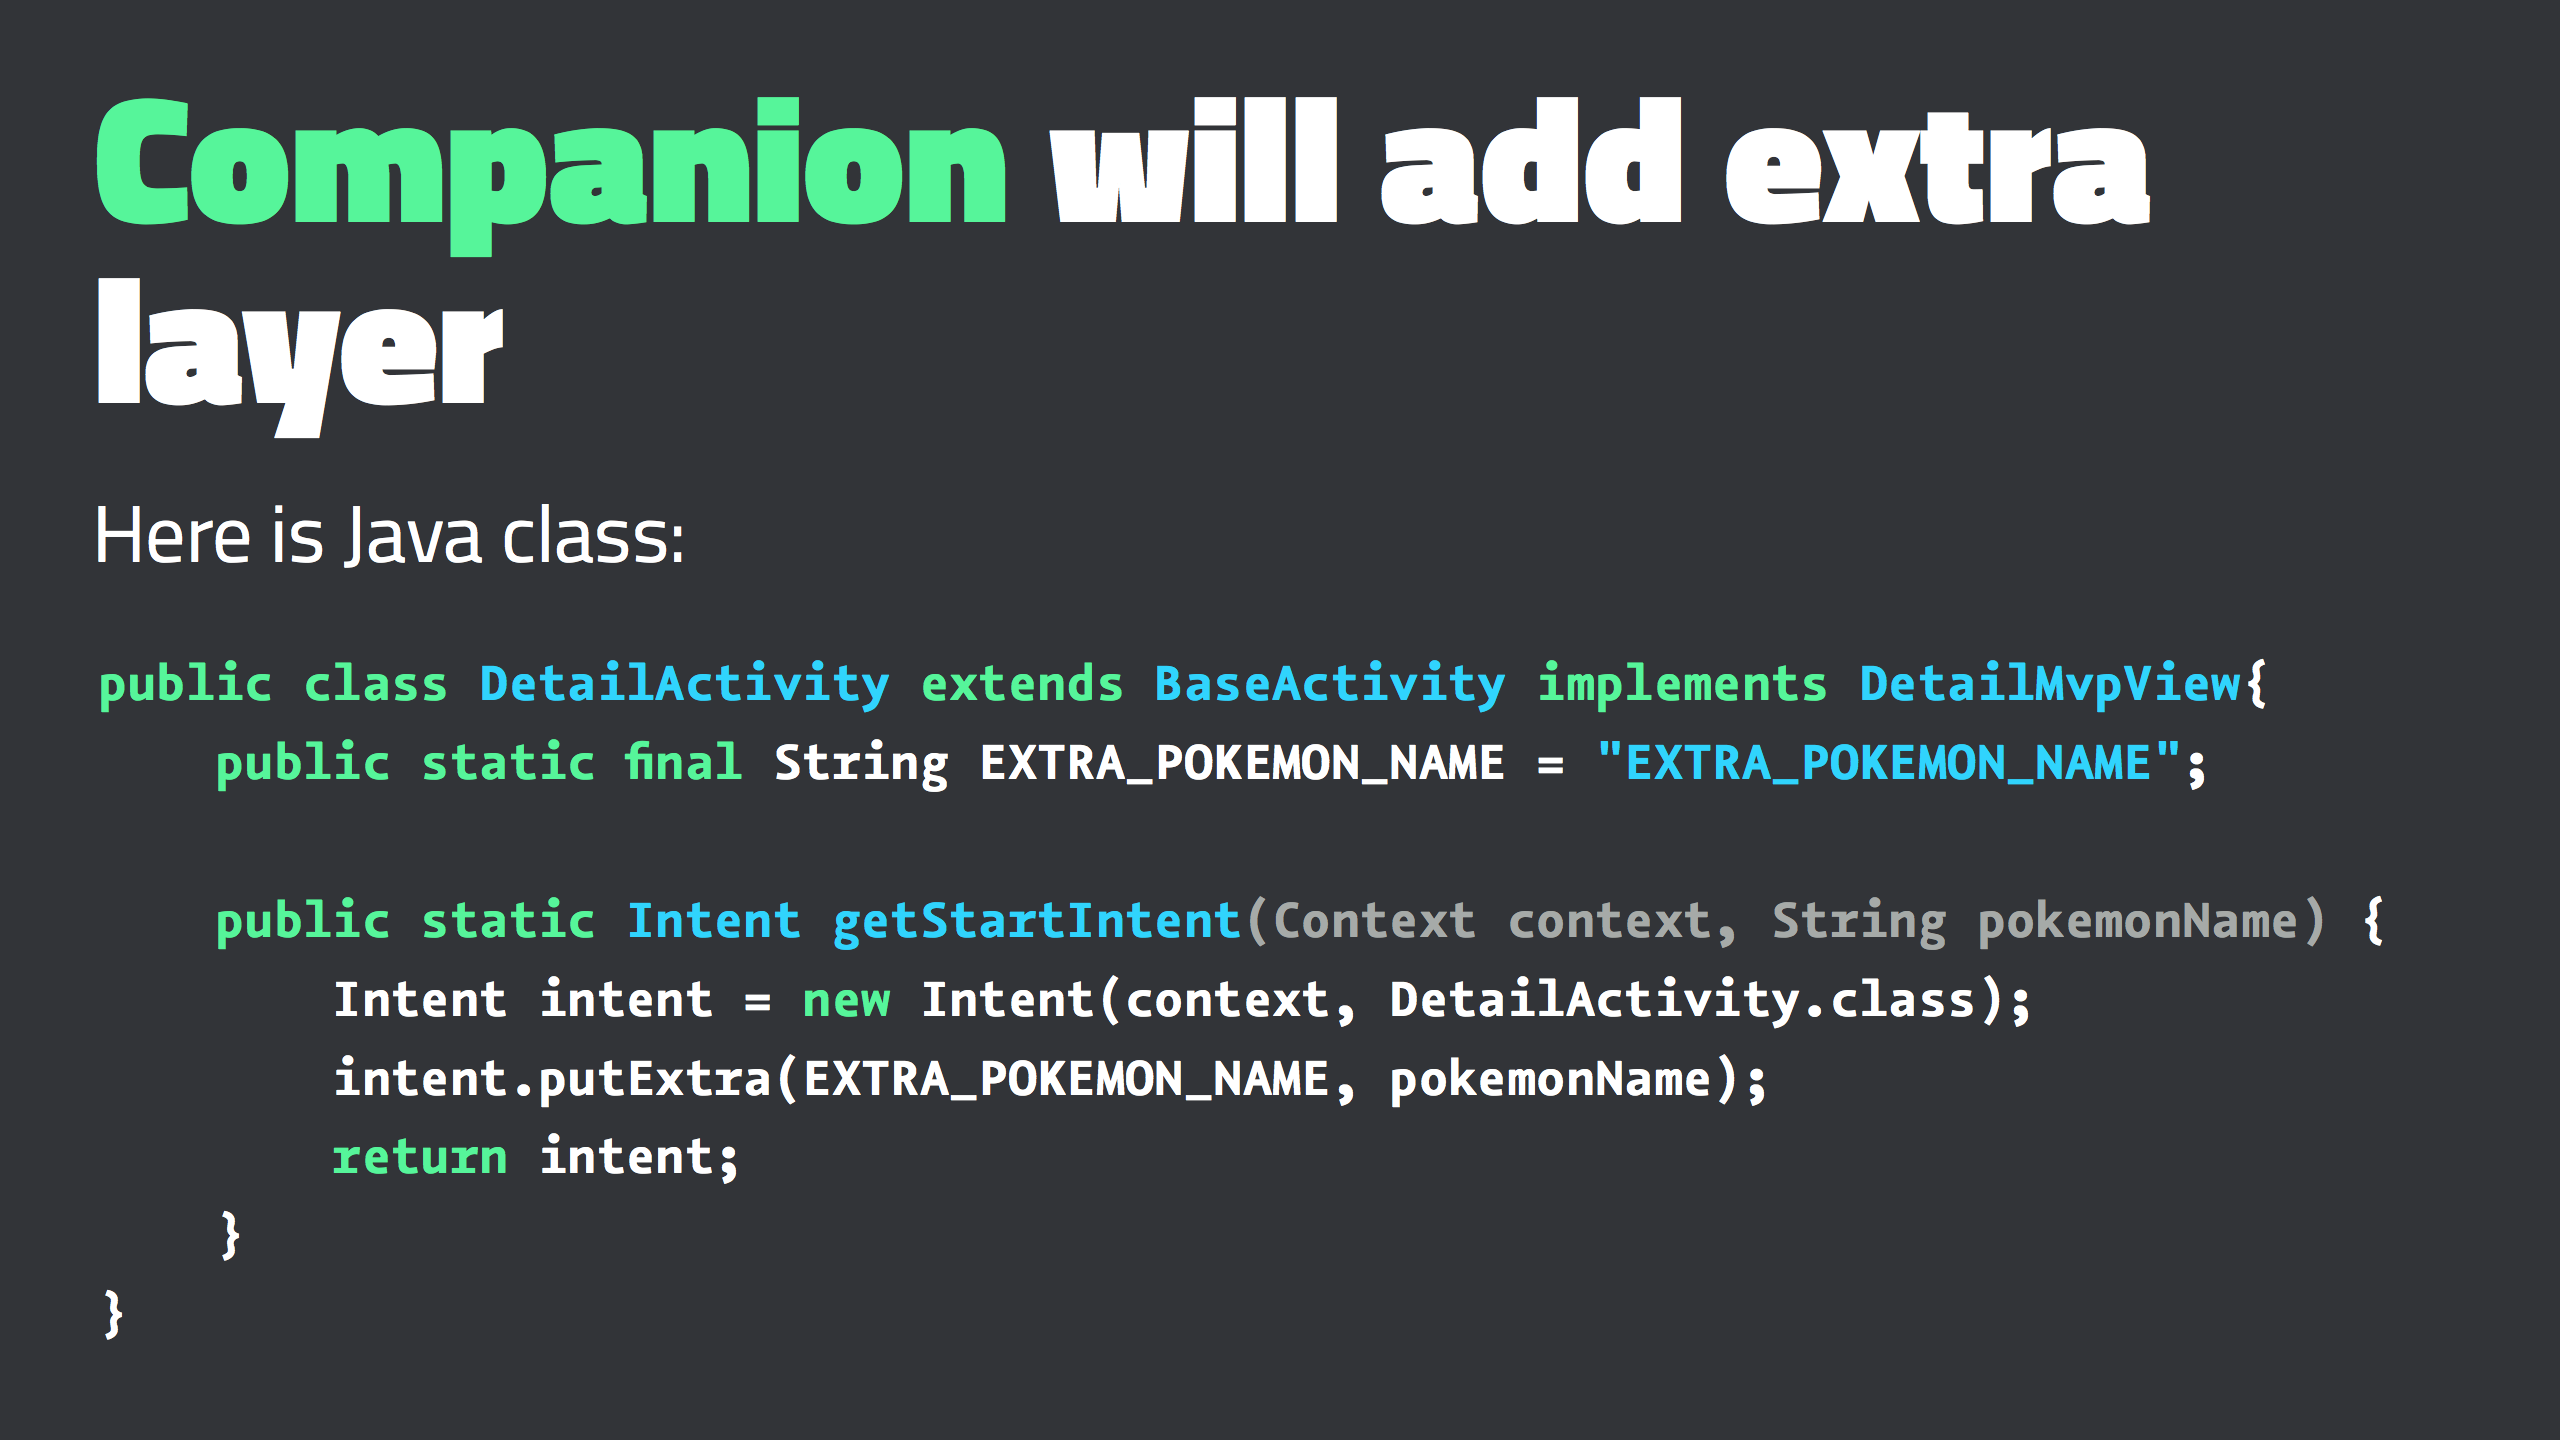 Companion will add extra
layer
Here is Java class:
public class DetailActivity extends BaseActivity implements DetailMvpView{
    public static final String EXTRA_POKEMON_NAME = "EXTRA_POKEMON_NAME";
    public static Intent getStartIntent(Context context, String pokemonName) {
        Intent intent = new Intent(context, DetailActivity.class);
        intent.putExtra(EXTRA_POKEMON_NAME, pokemonName);
        return intent;
    }
}